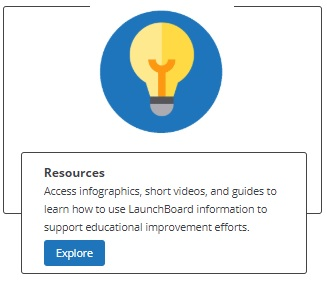 Resources
Access infographics, short videos, and guides to
learn how to use LaunchBoard information to
support educational improvement efforts.
Explore